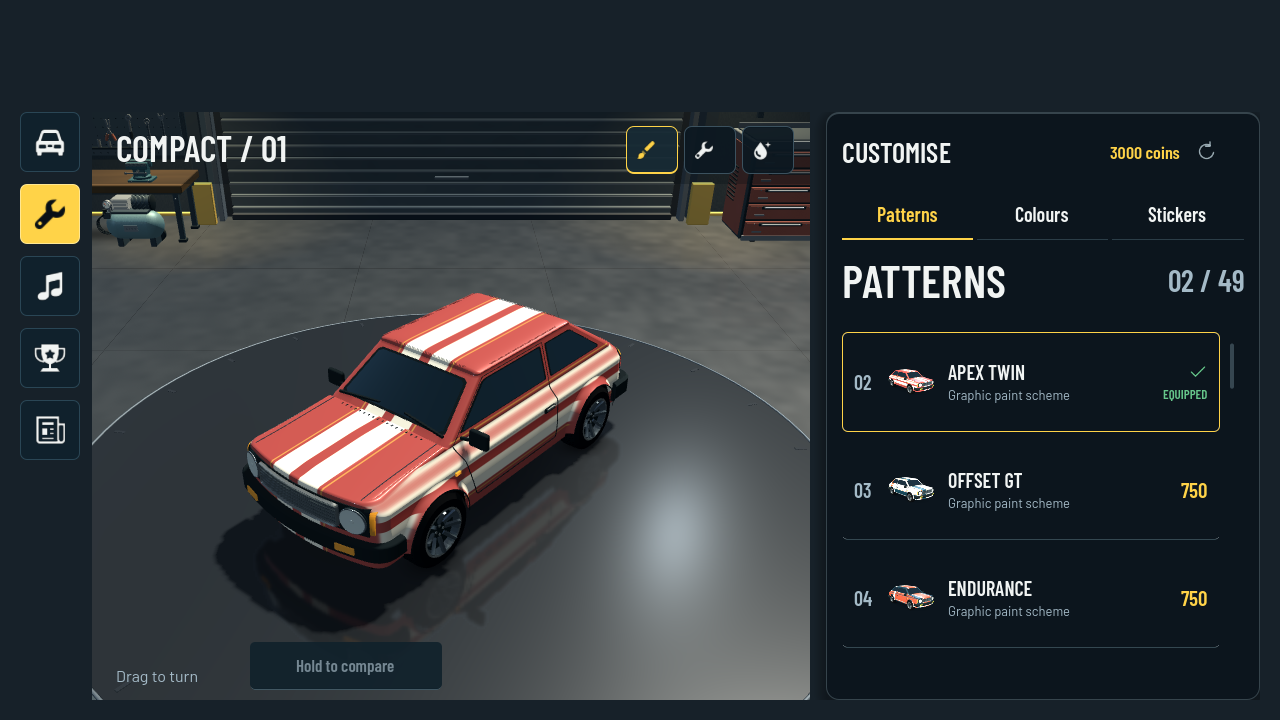 COMPACT / 01
CUSTOMISE
3000 coins
Patterns
Colours
Stickers
PATTERNS
02 / 49
02
APEX TWIN
Graphic paint scheme
EQUIPPED
03
OFFSET GT
Graphic paint scheme
750
04
ENDURANCE
Graphic paint scheme
750
Hold to compare
Drag to turn